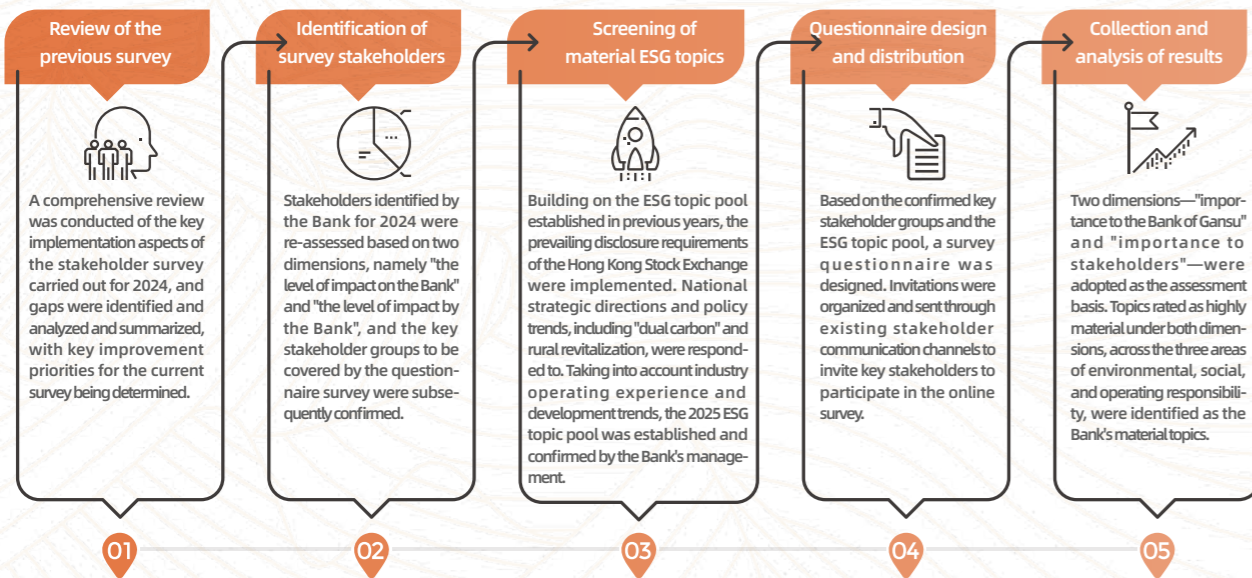 Review of the
previous survey
A comprehensive review
was conducted of the key
implementation aspects of
the stakeholder survey
carried out for 2024, and
gaps were identified and
analyzed and summarized,
with key improvement
priorities for the current
survey being determined.
01
Identification of
survey stakeholders
Stakeholders identified by
the Bank for 2024 were
re-assessed based on two
dimensions, namely "the
level of impact on the Bank"
and "the level of impact by
the Bank", and the key
stakeholder groups to be
covered by the question-
naire survey were subse-
quently confirmed.
02
Screening of
material ESG topics
Building on the ESG topic pool
established in previous years, the
prevailing disclosure requirements
of the Hong Kong Stock Exchange
were implemented. National
strategic directions and policy
trends, including "dual carbon" and
rural revitalization, were respond-
ed to. Taking into account industry
operating experience and
development trends, the 2025 ESG
topic pool was established and
confirmed by the Bank's manage-
ment.
03
Questionnaire design
and distribution
Based on the confirmed key
stakeholder groups and the
ESG topic pool, a survey
questionnaire was
designed. Invitations were
organized and sent through
existing stakeholder
communication channels to
invite key stakeholders to
participate in the online
survey.
04
Collection and
analysis of results
Two dimensions—"impor-
tance to the Bank of Gansu"
and "importance to
stakeholders"—were
adopted as the assessment
basis. Topics rated as highly
material under both dimen-
sions, across the three areas
of environmental, social,
and operating responsibili-
ty, were identified as the
Bank's material topics.
05